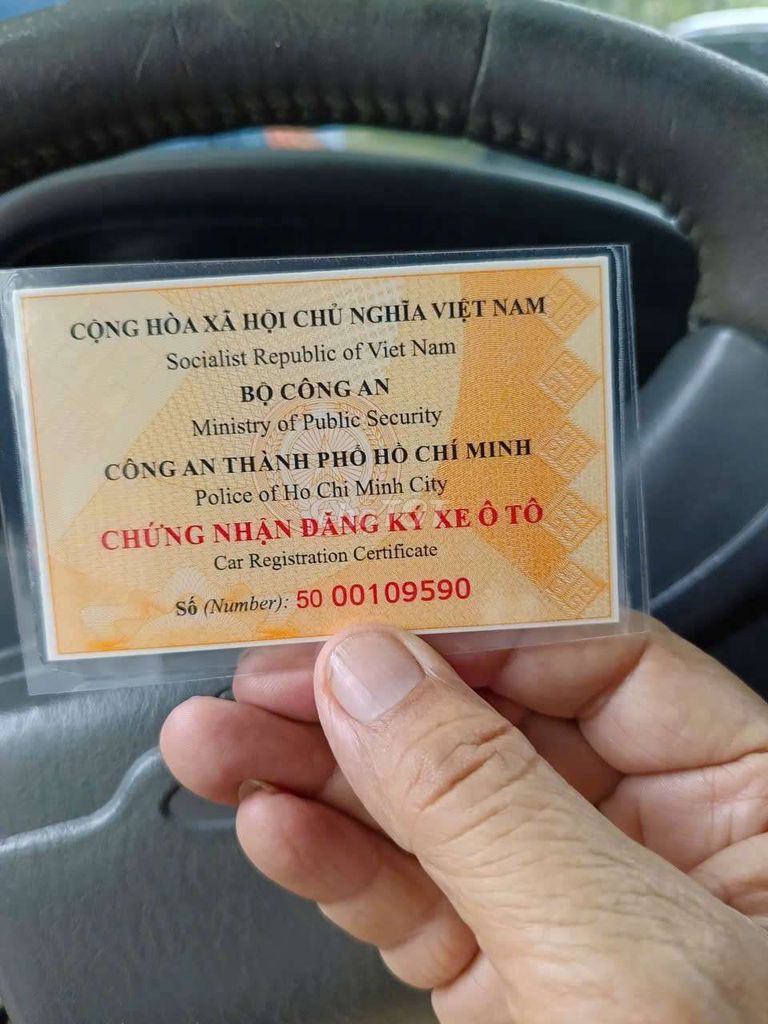 CỘNG HÒA XÃ HỘI CHỦ NGHĨA VIỆT NAM
Socialist Republic of Viet Nam
BỘ CÔNG AN
Ministry of Public Security
CÔNG AN THÀNH PHỐ HỒ CHÍ MINH
Police of Ho Chi Minh City
CHỨNG NHẬN ĐĂNG KÝ XE Ô TÔ
Car Registration Certificate
Số (Number): 50 00109590